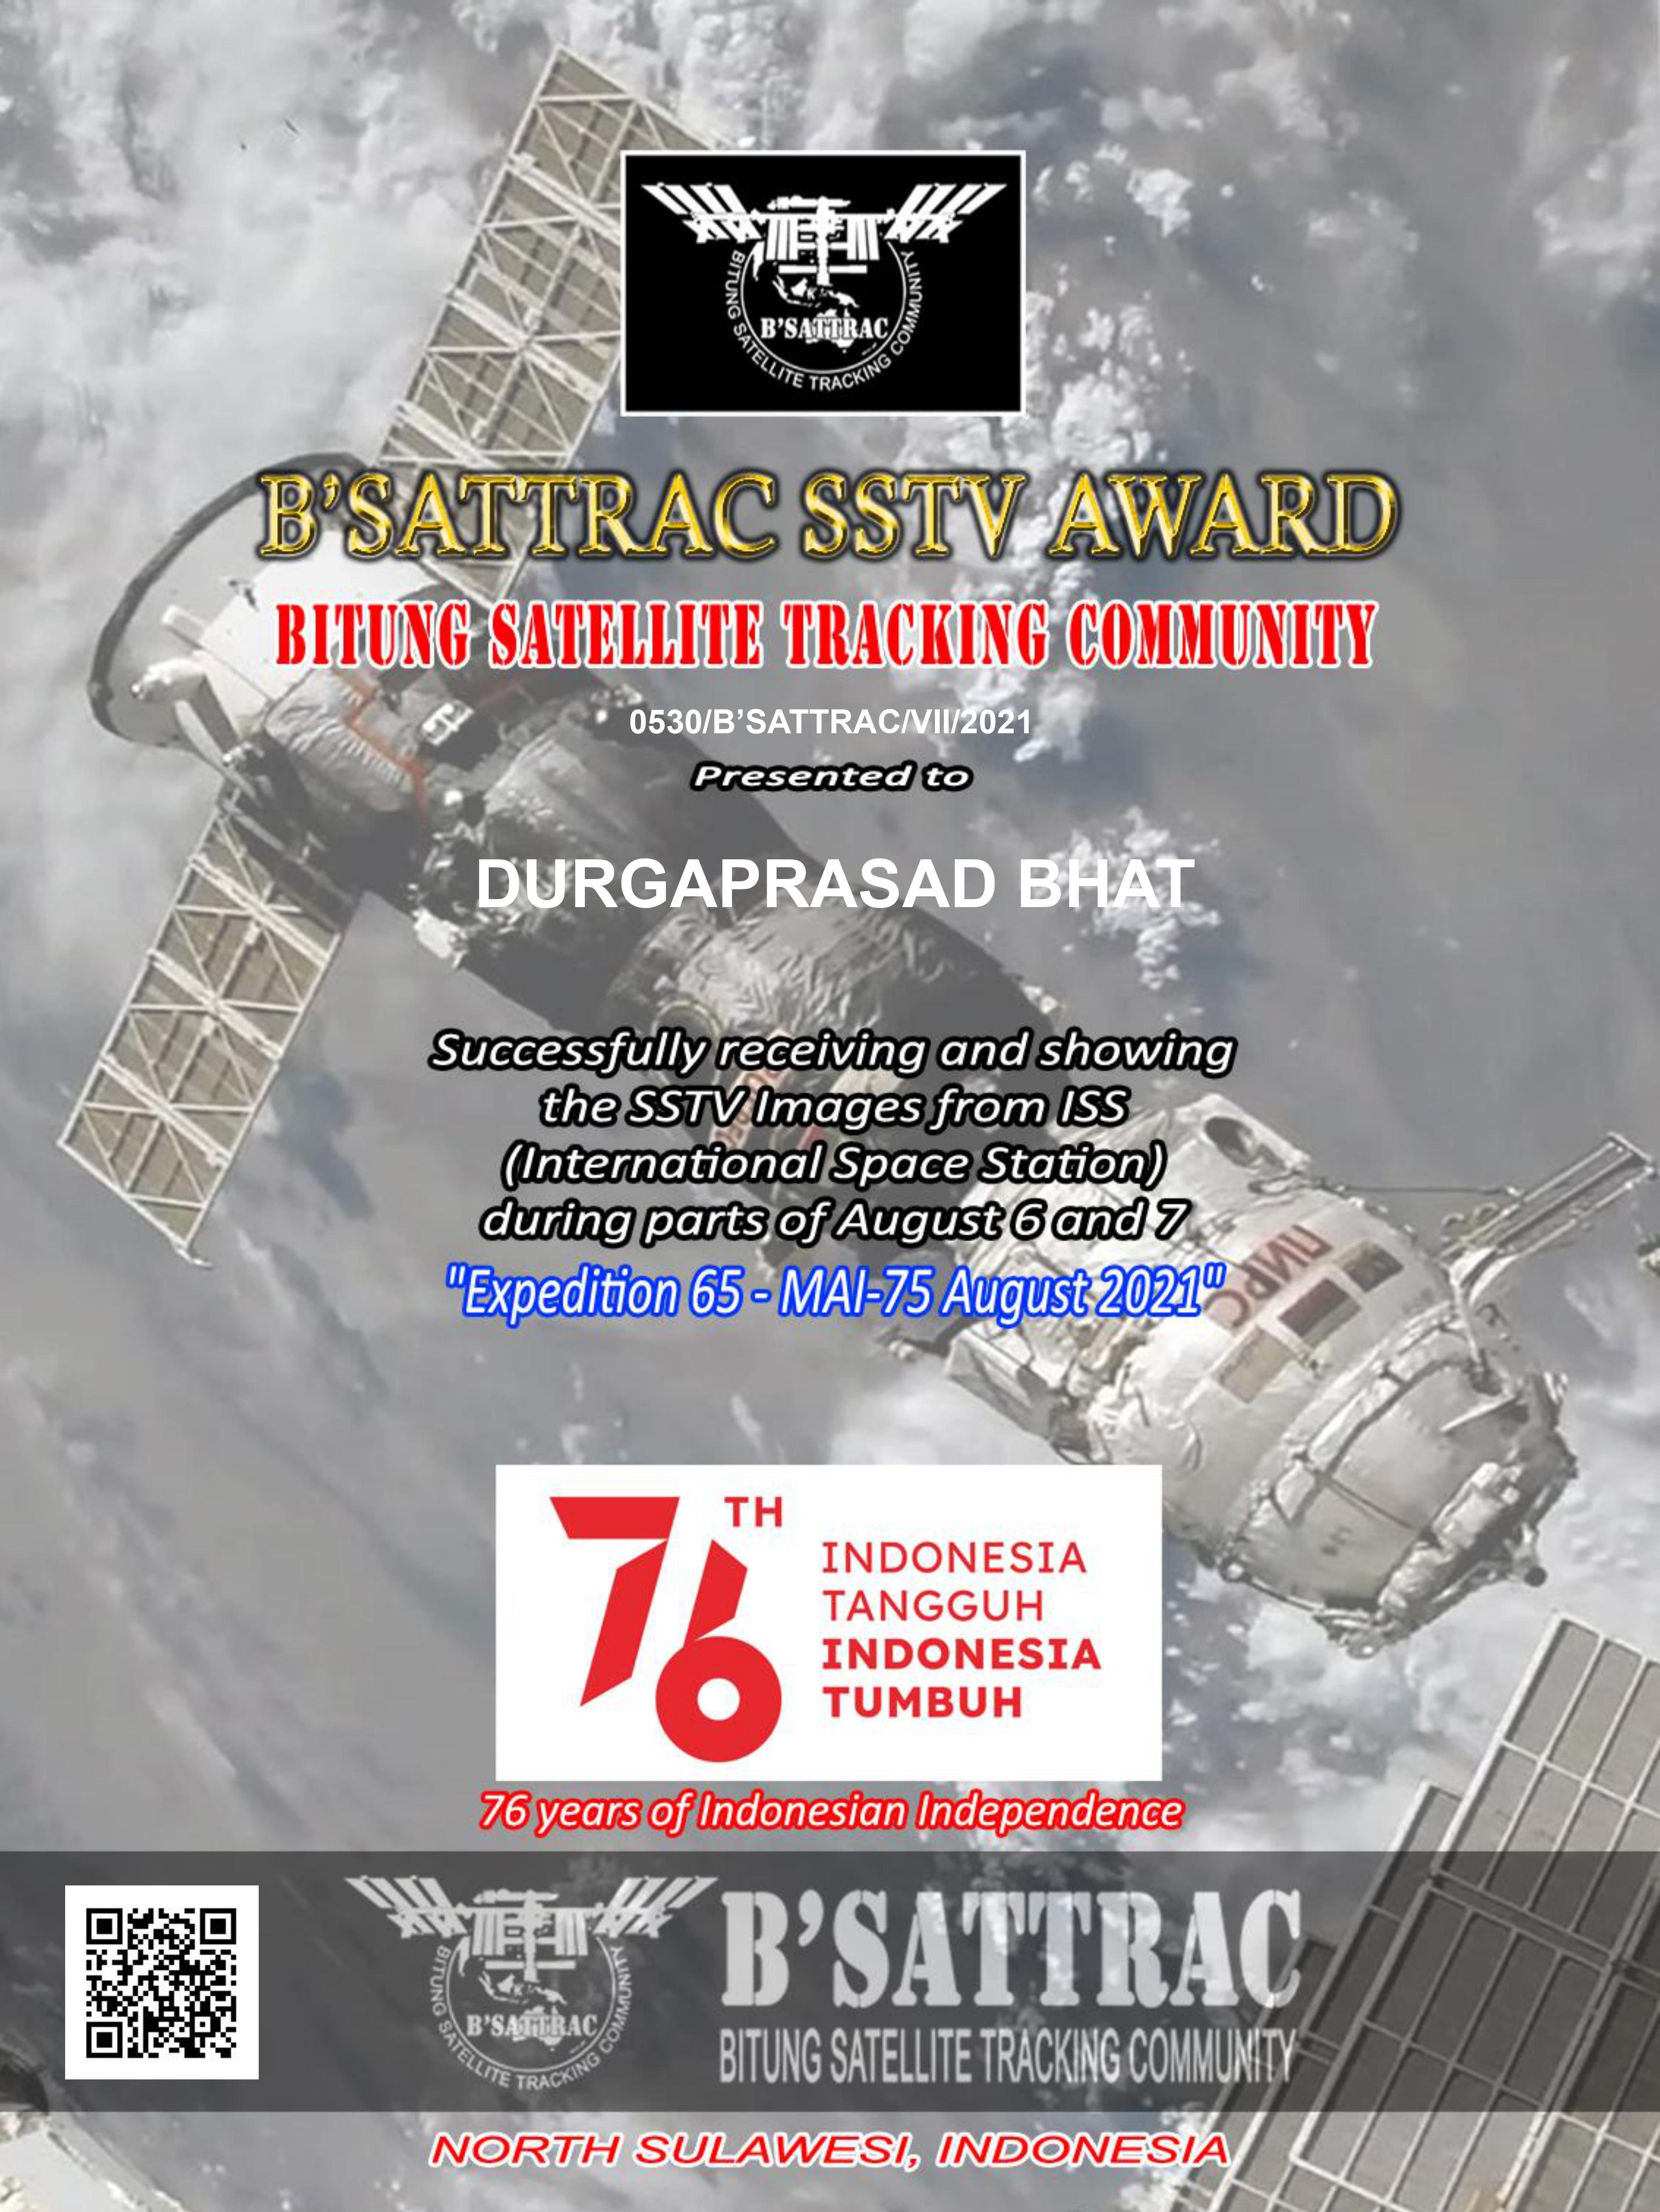 BITUNG SATELLITE TRACKING COMMUNITY
B’SATTRAC
B’SATTRAC SSTV AWARD
BITUNG SATELLITE TRACKING COMMUNITY
0530/B’SATTRAC/VII/2021
Presented to
DURGAPRASAD BHAT
Successfully receiving and showing
the SSTV Images from ISS
(International Space Station)
during parts of August 6 and 7
"Expedition 65 - MAI-75 August 2021"
ПИРС
76TH
INDONESIA
TANGGUH
INDONESIA
TUMBUH
76 years of Indonesian Independence
BITUNG SATELLITE TRACKING COMMUNITY
B’SATTRAC
B’SATTRAC
BITUNG SATELLITE TRACKING COMMUNITY
NORTH SULAWESI, INDONESIA